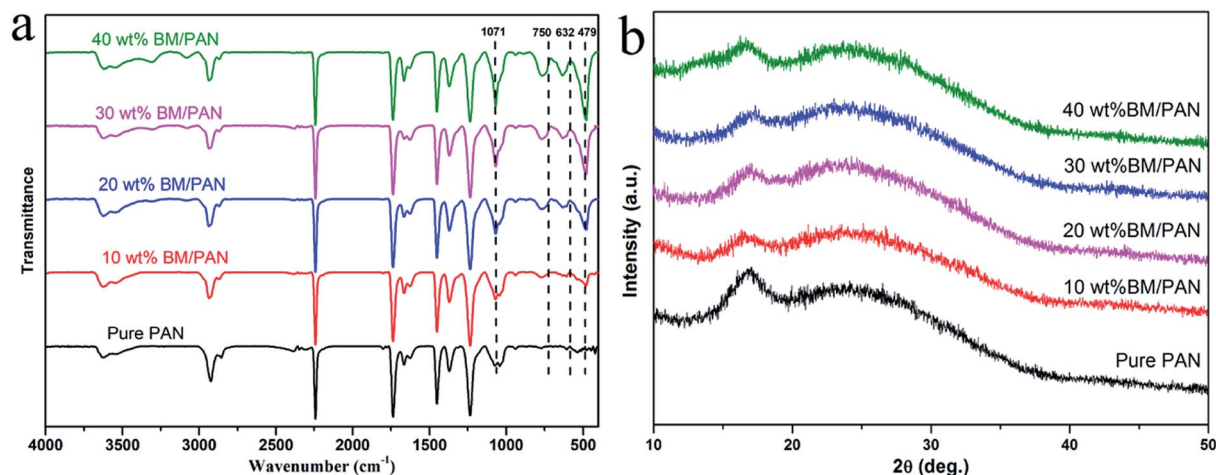 a
1071
750
632
479
40 wt% BM/PAN
30 wt% BM/PAN
20 wt% BM/PAN
10 wt% BM/PAN
Pure PAN
Transmittance
4000
3500
3000
2500
2000
1500
1000
500
Wavenumber (cm⁻¹)
b
40 wt%BM/PAN
30 wt%BM/PAN
20 wt%BM/PAN
10 wt%BM/PAN
Pure PAN
Intensity (a.u.)
10
20
30
40
50
2θ (deg.)